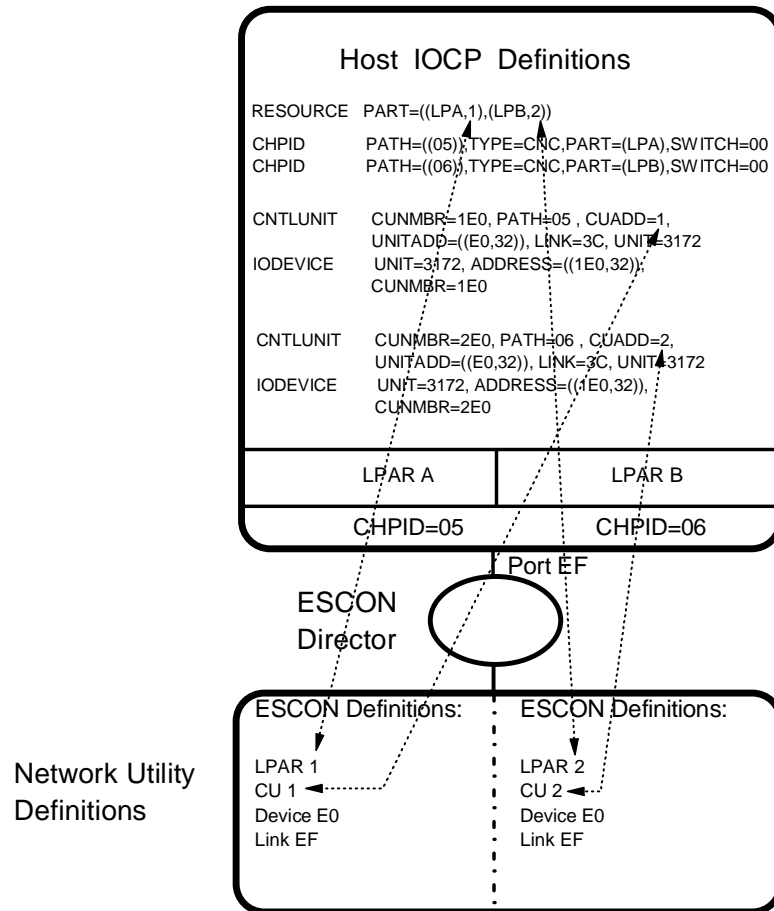 Host IOCP Definitions
RESOURCE PART=((LPA,1),(LPB,2))
CHPID PATH=((05)),TYPE=CNC,PART=(LPA),SWITCH=00
CHPID PATH=((06)),TYPE=CNC,PART=(LPB),SWITCH=00
CNTLUNIT CUNMBR=1E0, PATH=05 , CUADD=1,
UNITADD=((E0,32)), LINK=3C, UNIT=3172
IODEVICE UNIT=3172, ADDRESS=((1E0,32)),
CUNMBR=1E0
CNTLUNIT CUNMBR=2E0, PATH=06 , CUADD=2,
UNITADD=((E0,32)), LINK=3C, UNIT=3172
IODEVICE UNIT=3172, ADDRESS=((1E0,32)),
CUNMBR=2E0
LPAR A LPAR B
CHPID=05 CHPID=06
Port EF
ESCON
Director
Network Utility
Definitions
ESCON Definitions:
LPAR 1
CU 1
Device E0
Link EF
ESCON Definitions:
LPAR 2
CU 2
Device E0
Link EF